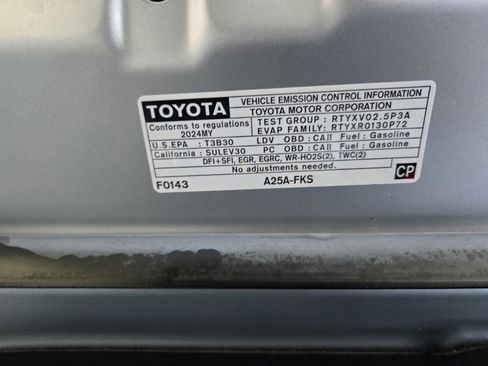 TOYOTA VEHICLE EMISSION CONTROL INFORMATION
TOYOTA MOTOR CORPORATION
Conforms to regulations TEST GROUP : RTYXV02.5P3A
2024MY EVAP FAMILY: RTYXR0130P72
U.S.EPA : T3B30 LDV OBD : CAII Fuel : Gasoline
California : SULEV30 PC OBD : CAII Fuel : Gasoline
DFI+SFI, EGR, EGRC, WR-HO2S(2), TWC(2)
No adjustments needed.
F0143 A25A-FKS CP